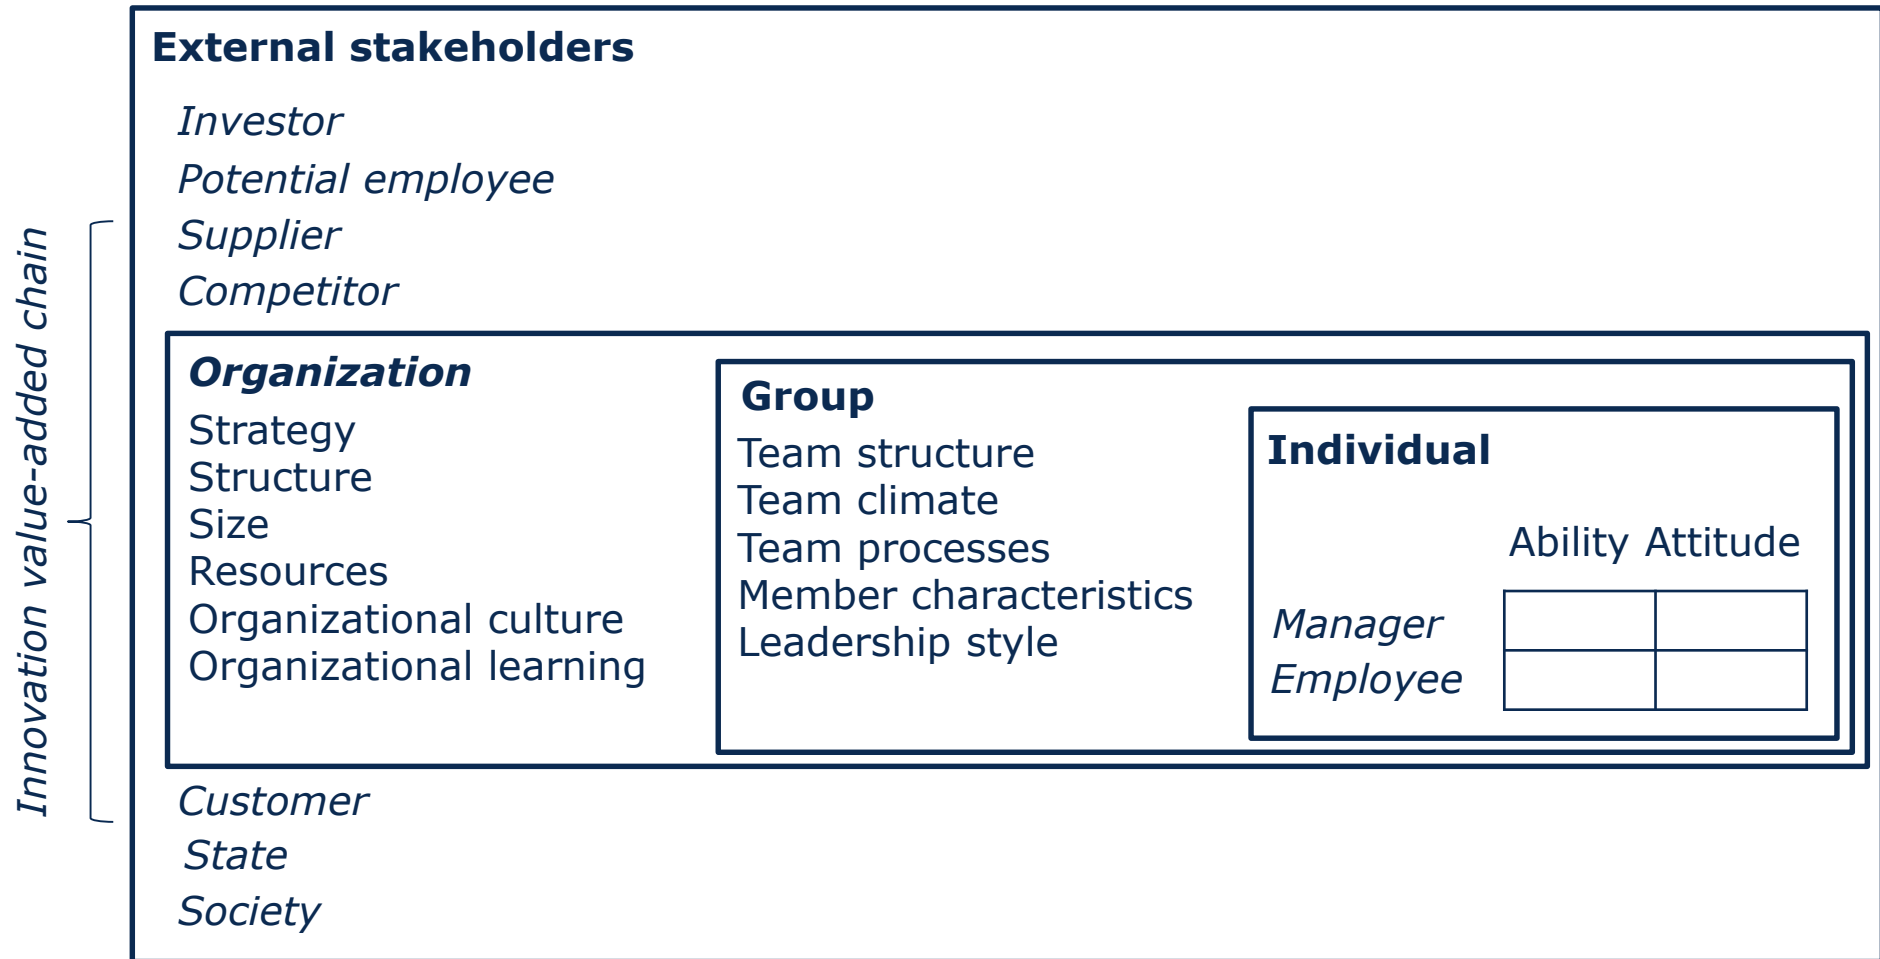 External stakeholders
Investor
Potential employee
Supplier
Competitor
Innovation value-added chain
Organization
Strategy
Structure
Size
Resources
Organizational culture
Organizational learning
Group
Team structure
Team climate
Team processes
Member characteristics
Leadership style
Individual
Ability Attitude
Manager
Employee
Customer
State
Society